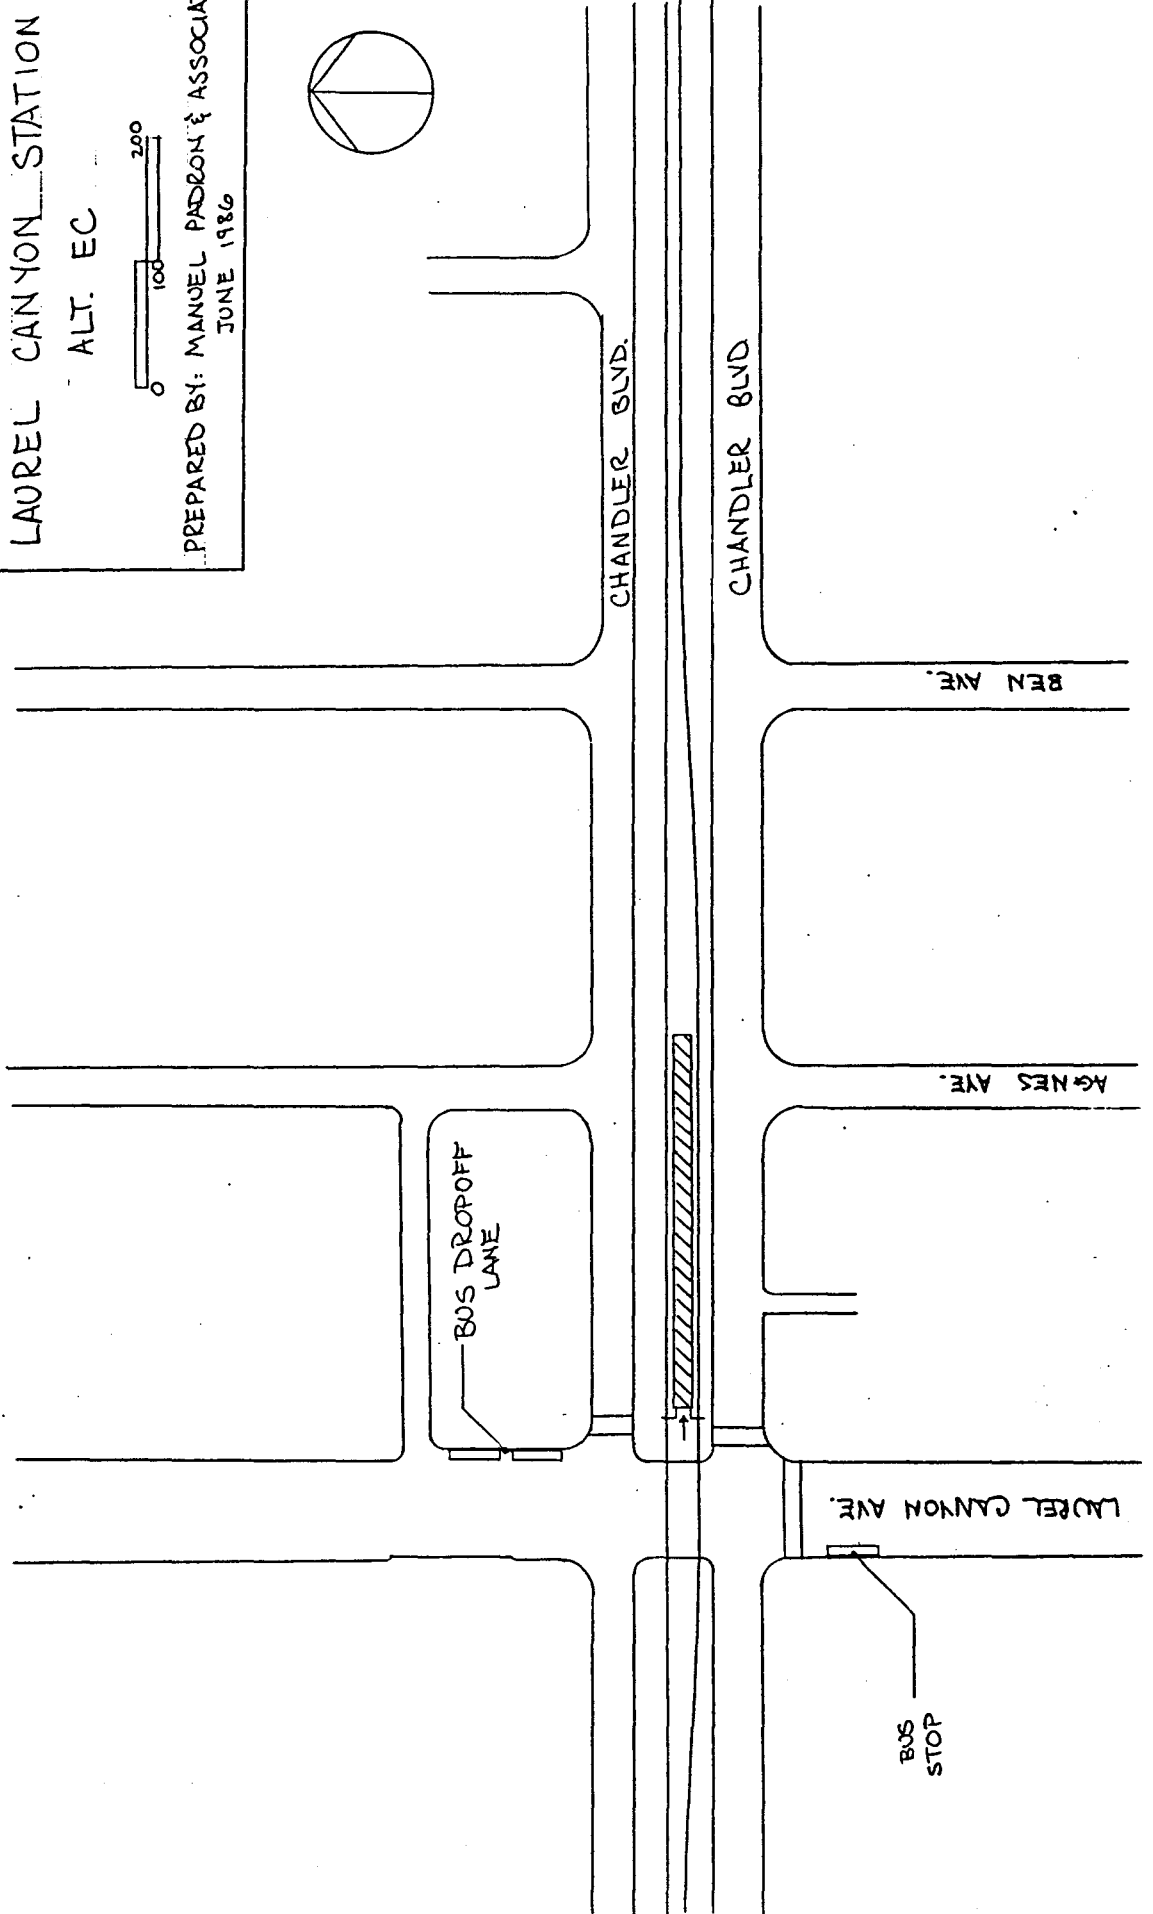 LAUREL CANYON STATION
ALT. EC
0 100 200
PREPARED BY: MANUEL PADRON & ASSOCIAT
JUNE 1986
CHANDLER BLVD.
CHANDLER BLVD
BEN AVE.
AGNES AVE.
BUS DROPOFF
LANE
LAUREL CANYON AVE.
BUS
STOP